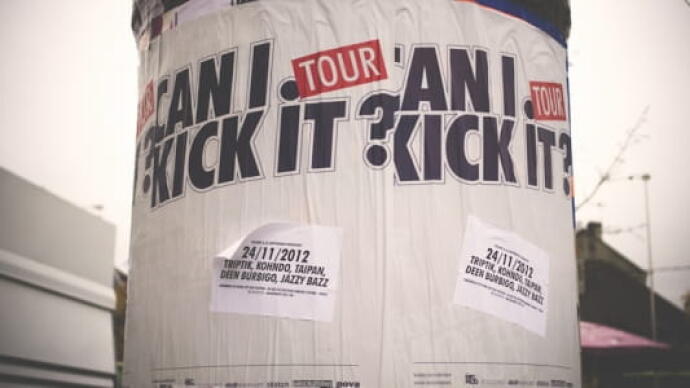 CAN I
TOUR
KICK iT ?
CAN I
TOUR
KICK iT ?
24/11/2012
TRIPTIK, KOHNDO, TAIPAN,
DEEN BURBIGO, JAZZY BAZZ
24/11/2012
TRIPTIK, KOHNDO, TAIPAN,
DEEN BURBIGO, JAZZY BAZZ